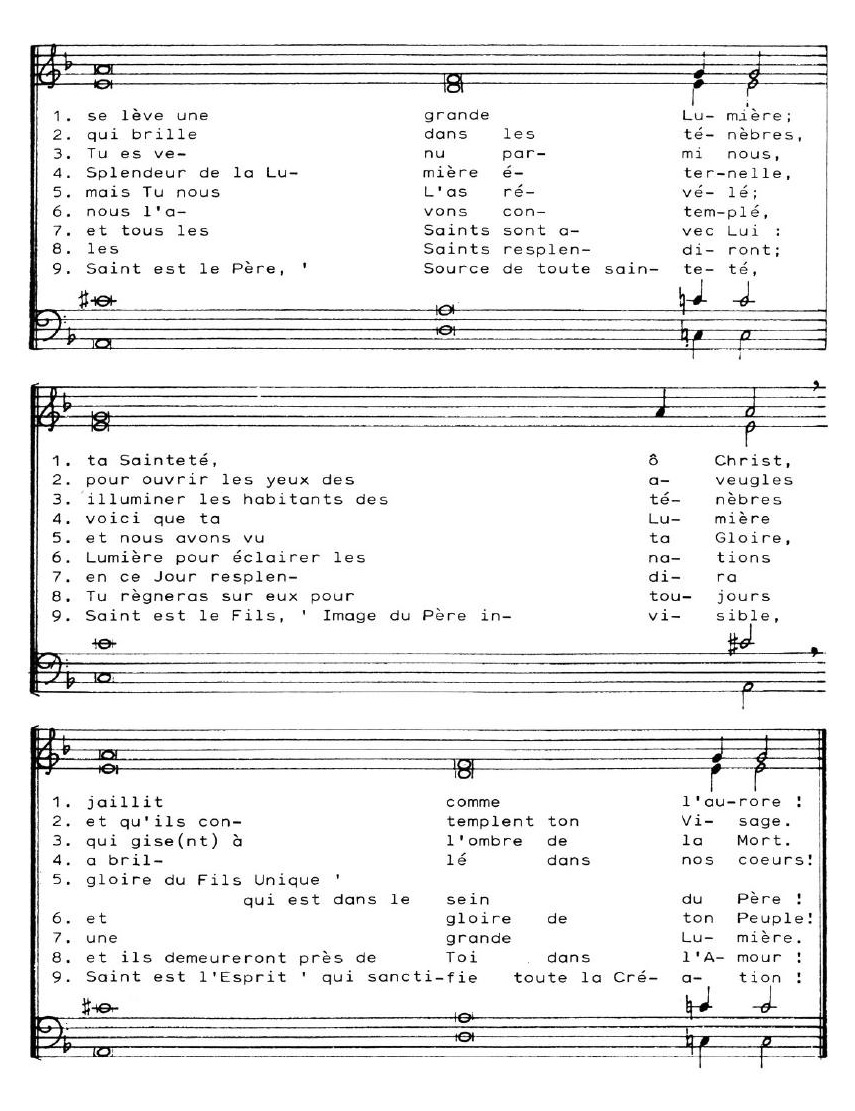 1. se lève une grande Lu- mière;
2. qui brille dans les té- nèbres,
3. Tu es ve- nu par- mi nous,
4. Splendeur de la Lu- mière é- ter-nelle,
5. mais Tu nous L'as ré- vé- lé;
6. nous l'a- vons con- tem-plé,
7. et tous les Saints sont a- vec Lui :
8. les Saints resplen- di- ront;
9. Saint est le Père, ' Source de toute sain- te- té,
1. ta Sainteté, ô Christ,
2. pour ouvrir les yeux des a- veugles
3. illuminer les habitants des té- nèbres
4. voici que ta Lu- mière
5. et nous avons vu ta Gloire,
6. Lumière pour éclairer les na- tions
7. en ce Jour resplen- di- ra
8. Tu règneras sur eux pour tou- jours
9. Saint est le Fils, ' Image du Père in- vi- sible,
1. jaillit comme l'au-rore !
2. et qu'ils con- templent ton Vi- sage.
3. qui gise(nt) à l'ombre de la Mort.
4. a bril- lé dans nos coeurs!
5. gloire du Fils Unique '
qui est dans le sein du Père !
6. et gloire de ton Peuple!
7. une grande Lu- mière.
8. et ils demeureront près de Toi dans l'A- mour !
9. Saint est l'Esprit ' qui sancti-fie toute la Cré- a- tion !